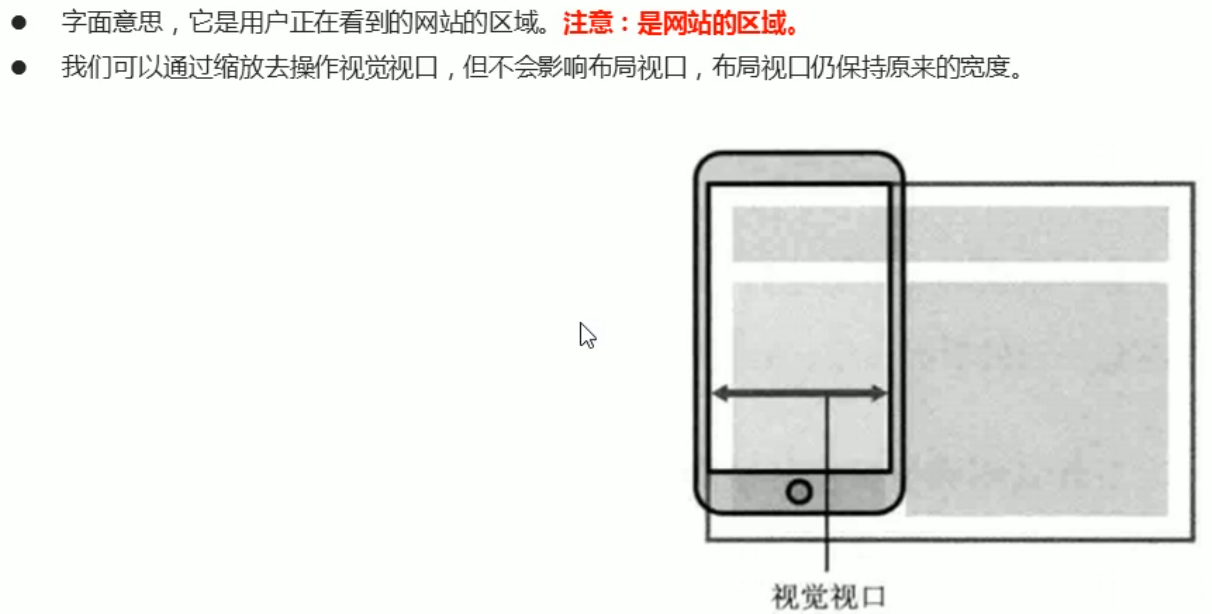 ● 字面意思，它是用户正在看到的网站的区域。注意：是网站的区域。
● 我们可以通过缩放去操作视觉视口，但不会影响布局视口，布局视口仍保持原来的宽度。
视觉视口